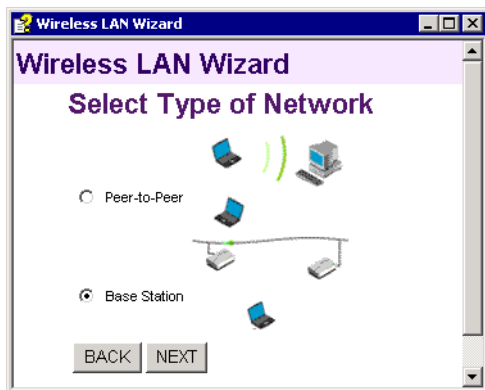 Wireless LAN Wizard
Wireless LAN Wizard
Select Type of Network
Peer-to-Peer
Base Station
BACK NEXT